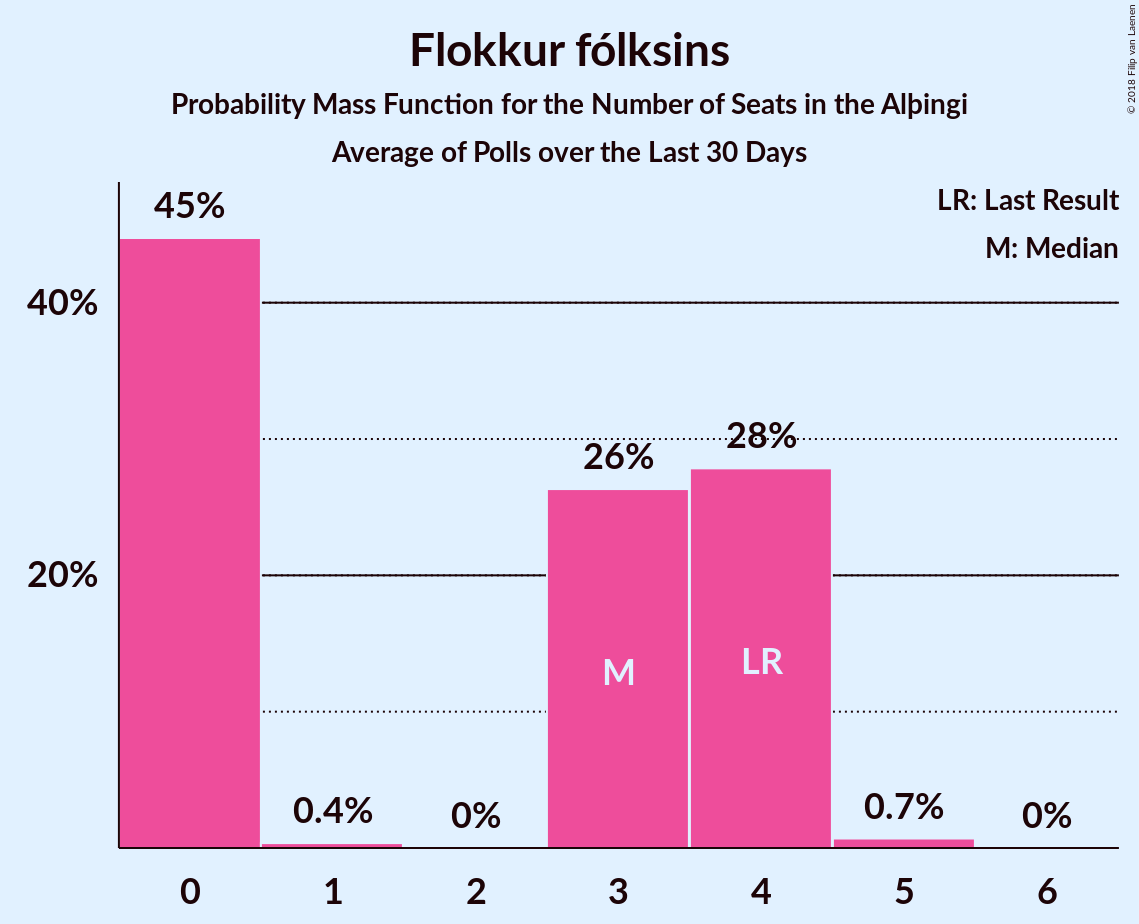 Flokkur fólksins
Probability Mass Function for the Number of Seats in the Alþingi
Average of Polls over the Last 30 Days
© 2018 Filip van Laenen
LR: Last Result
M: Median
45%
40%
28%
26%
20%
M
LR
0.4%
0%
0.7%
0%
0 1 2 3 4 5 6